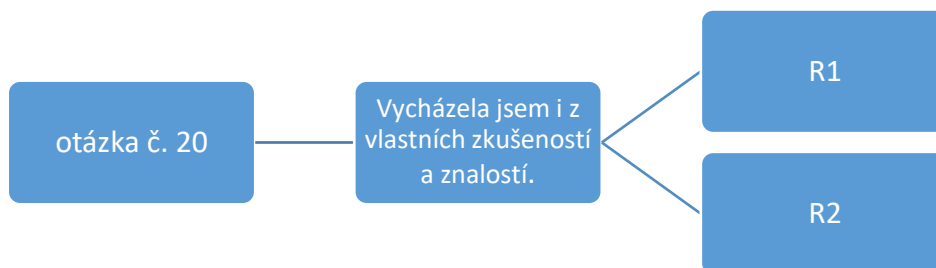 otázka č. 20
Vycházela jsem i z
vlastních zkušeností
a znalostí.
R1
R2